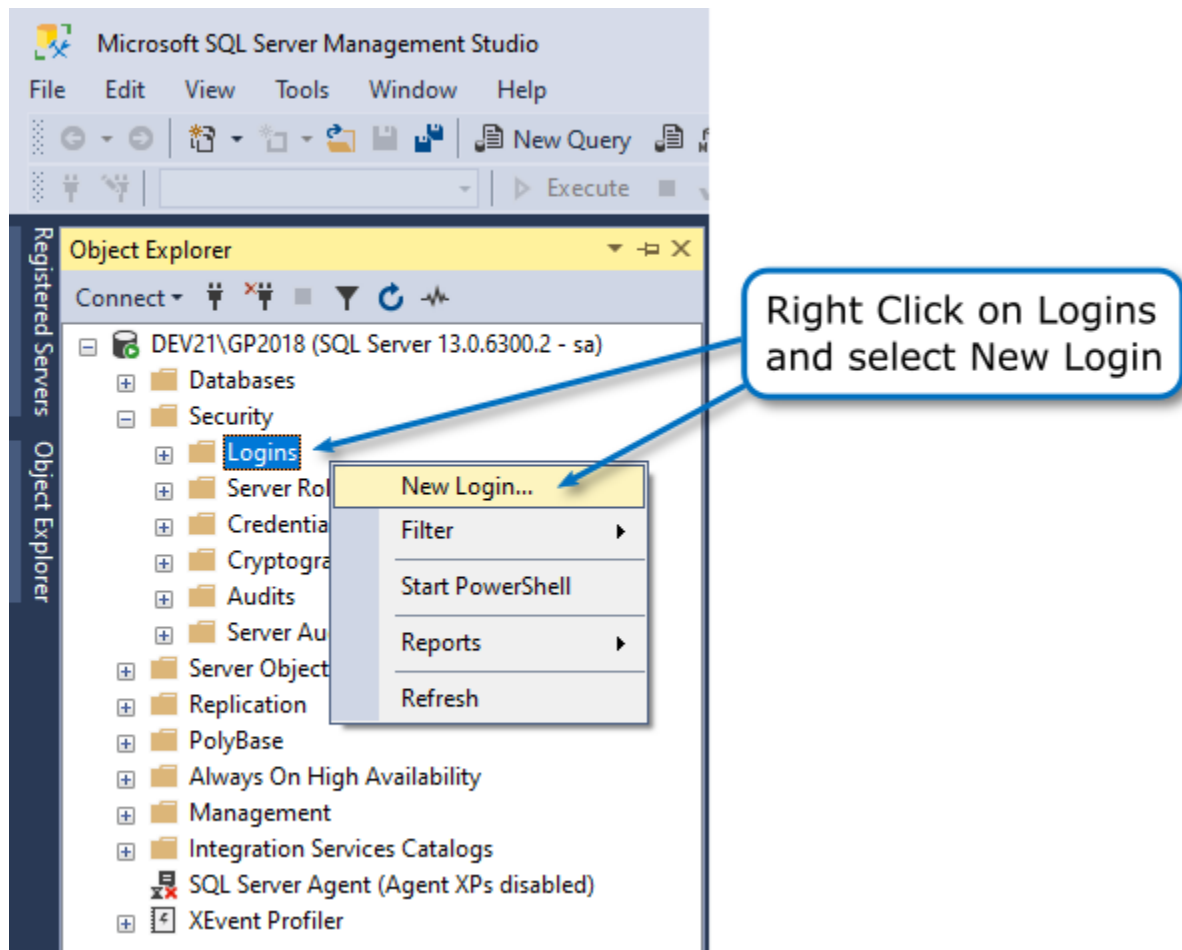 Microsoft SQL Server Management Studio
File Edit View Tools Window Help
New Query
Execute
Registered Servers
Object Explorer
Object Explorer
Connect
DEV21\GP2018 (SQL Server 13.0.6300.2 - sa)
Databases
Security
Logins
Server Rol
Credentia
Cryptogra
Audits
Server Au
Server Object
Replication
PolyBase
Always On High Availability
Management
Integration Services Catalogs
SQL Server Agent (Agent XPs disabled)
XEvent Profiler
New Login...
Filter
Start PowerShell
Reports
Refresh
Right Click on Logins
and select New Login